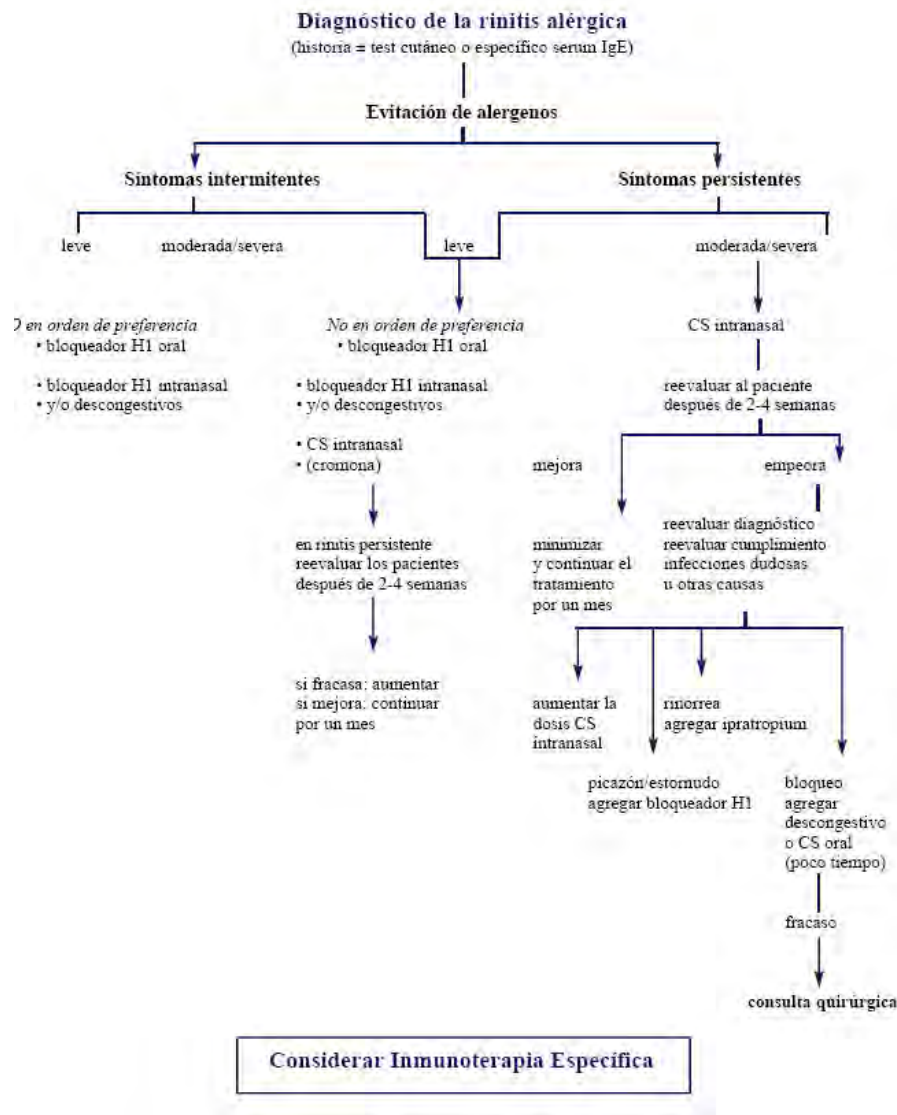 Diagnóstico de la rinitis alérgica
(historia = test cutáneo o específico serum IgE)
Evitación de alergenos
Síntomas intermitentes
Síntomas persistentes
leve
moderada/severa
leve
moderada/severa
en orden de preferencia
• bloqueador H1 oral
• bloqueador H1 intranasal
• y/o descongestivos
No en orden de preferencia
• bloqueador H1 oral
• bloqueador H1 intranasal
• y/o descongestivos
• CS intranasal
• (cromona)
en rinitis persistente
reevaluar los pacientes
después de 2-4 semanas
si fracasa: aumentar
si mejora: continuar
por un mes
CS intranasal
reevaluar al paciente
después de 2-4 semanas
mejora
empeora
minimizar
y continuar el
tratamiento
por un mes
reevaluar diagnóstico
reevaluar cumplimiento
infecciones dudosas
u otras causas
aumentar la
dosis CS
intranasal
rinorrea
agregar ipratropium
picazón/estornudo
agregar bloqueador H1
bloqueo
agregar
descongestivo
o CS oral
(poco tiempo)
fracaso
consulta quirúrgica
Considerar Inmunoterapia Específica